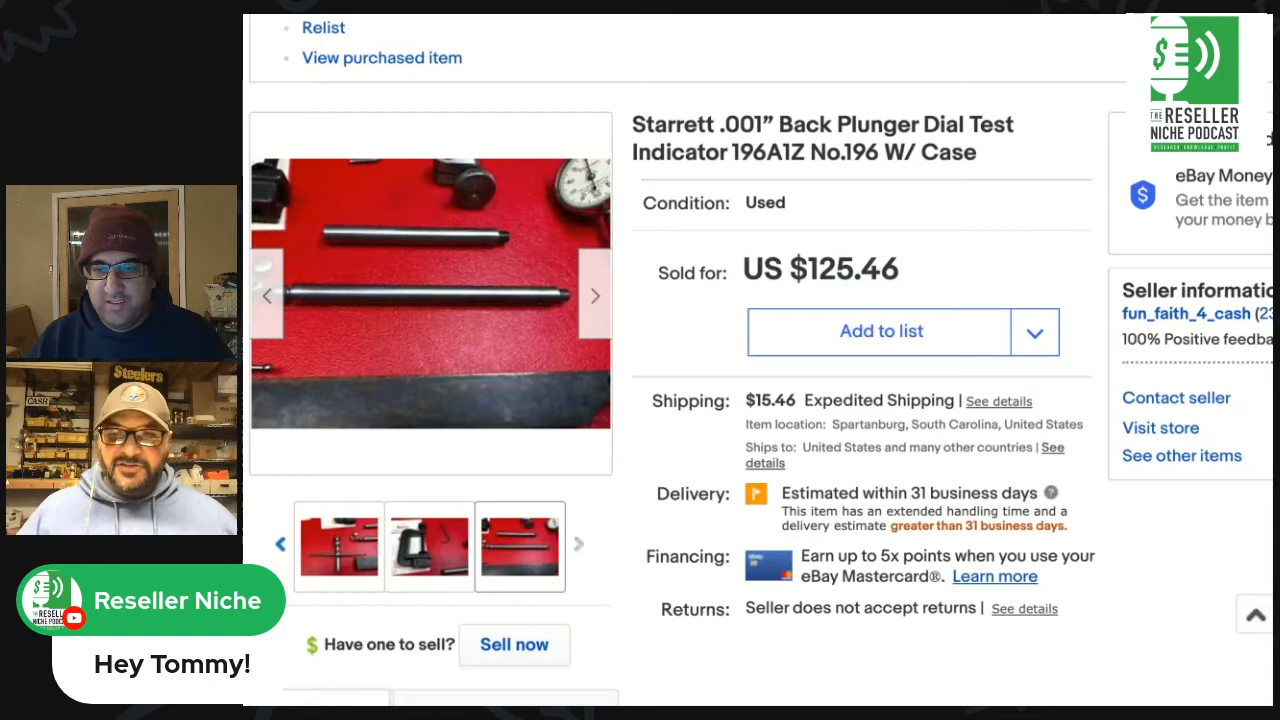 Relist
View purchased item
Starrett .001” Back Plunger Dial Test
Indicator 196A1Z No.196 W/ Case
Condition: Used
Sold for: US $125.46
Add to list
Shipping: $15.46 Expedited Shipping | See details
Item location: Spartanburg, South Carolina, United States
Ships to: United States and many other countries | See
details
Delivery: Estimated within 31 business days
This item has an extended handling time and a
delivery estimate greater than 31 business days.
Financing: Earn up to 5x points when you use your
eBay Mastercard®. Learn more
Returns: Seller does not accept returns | See details
Have one to sell? Sell now
THE RESELLER
NICHE PODCAST
RESEARCH · KNOWLEDGE · PROFIT
eBay Money
Get the item
your money b
Seller informatio
fun_faith_4_cash (23
100% Positive feedba
Contact seller
Visit store
See other items
Steelers
CASH
Reseller Niche
Hey Tommy!